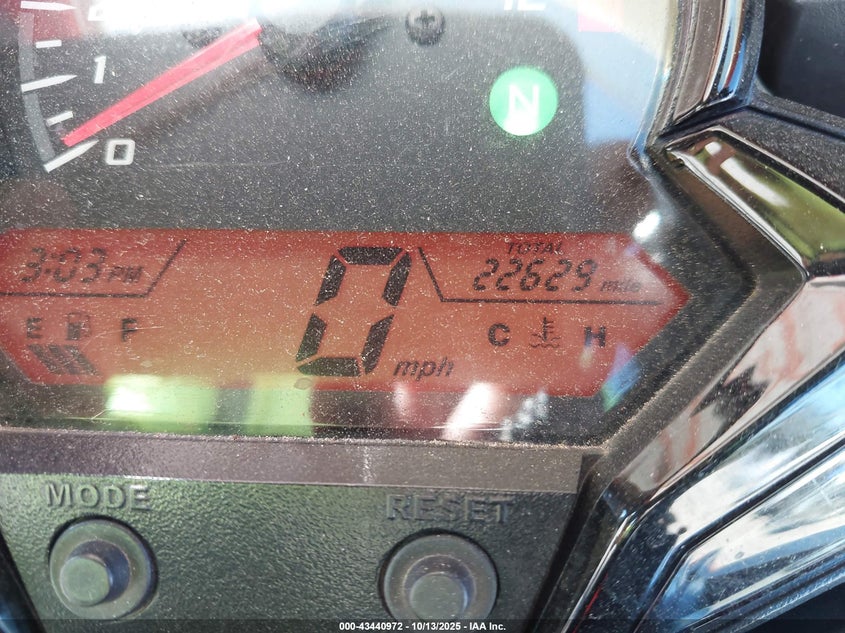 12
1
0
N
3:03 PM
TOTAL
22629 mile
E F
0 mph
C H
MODE
RESET
000-43440972 • 10/13/2025 • IAA Inc.